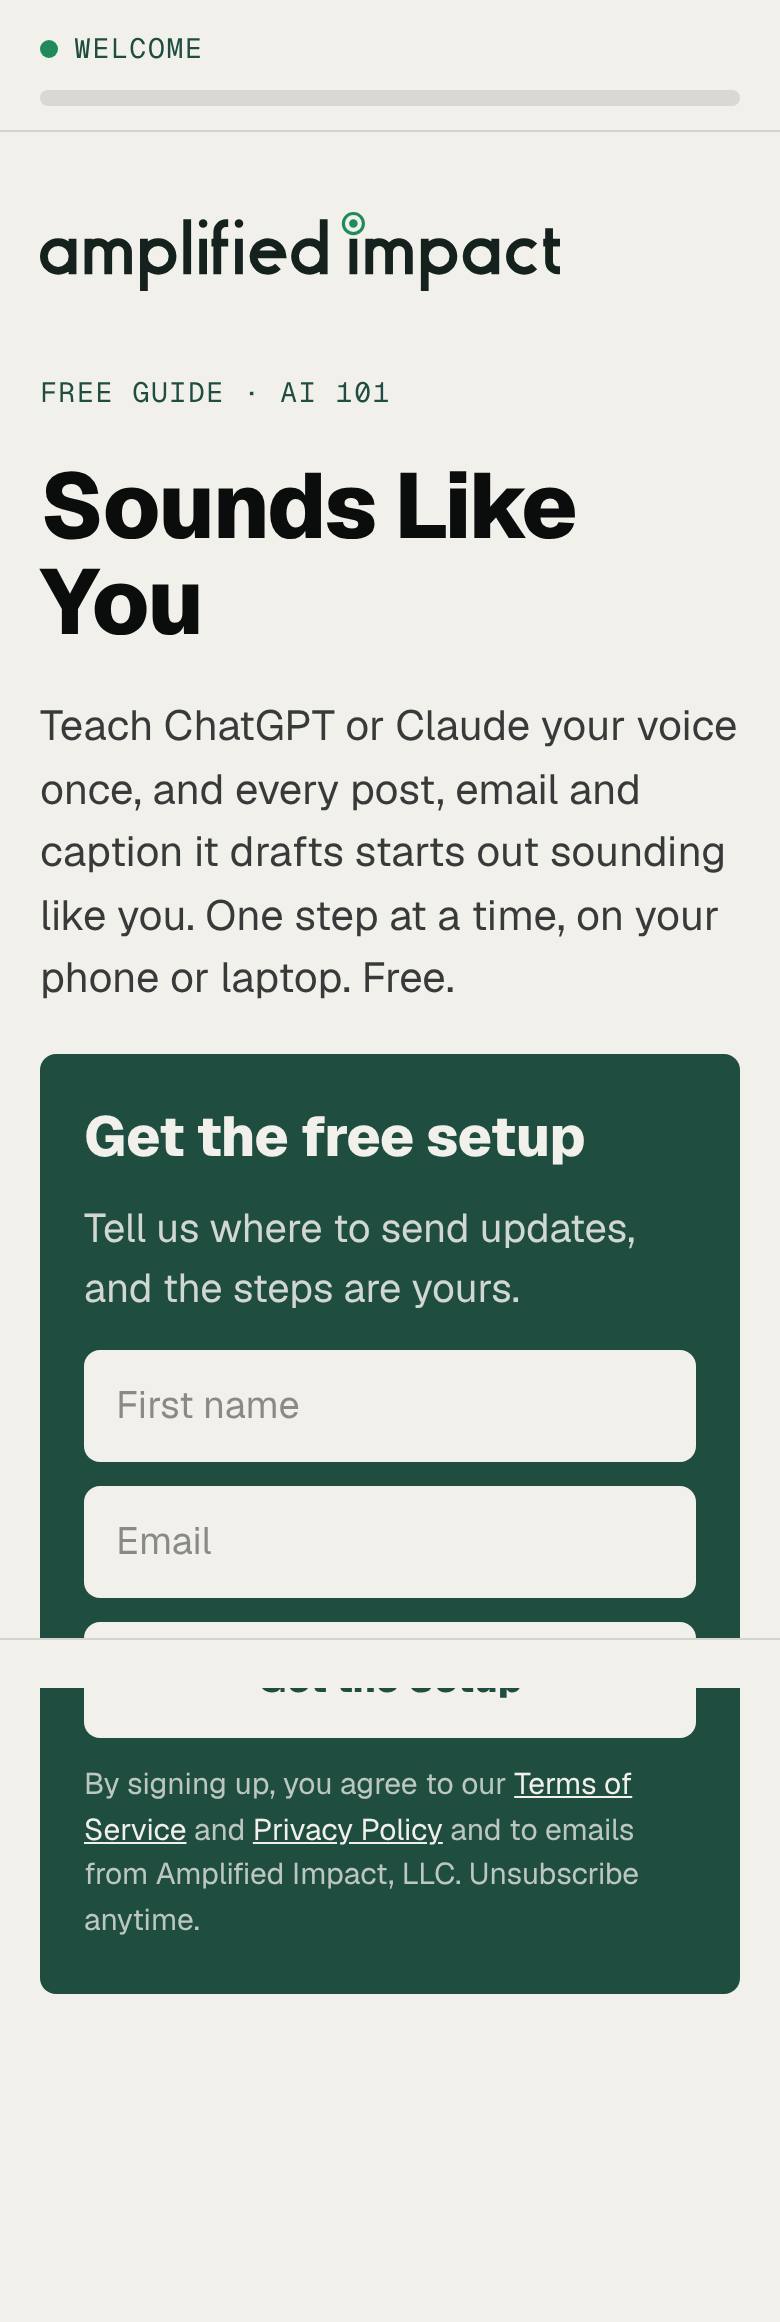 WELCOME
amplified impact
FREE GUIDE · AI 101
Sounds Like
You
Teach ChatGPT or Claude your voice
once, and every post, email and
caption it drafts starts out sounding
like you. One step at a time, on your
phone or laptop. Free.
Get the free setup
Tell us where to send updates,
and the steps are yours.
First name
Email
By signing up, you agree to our Terms of
Service and Privacy Policy and to emails
from Amplified Impact, LLC. Unsubscribe
anytime.